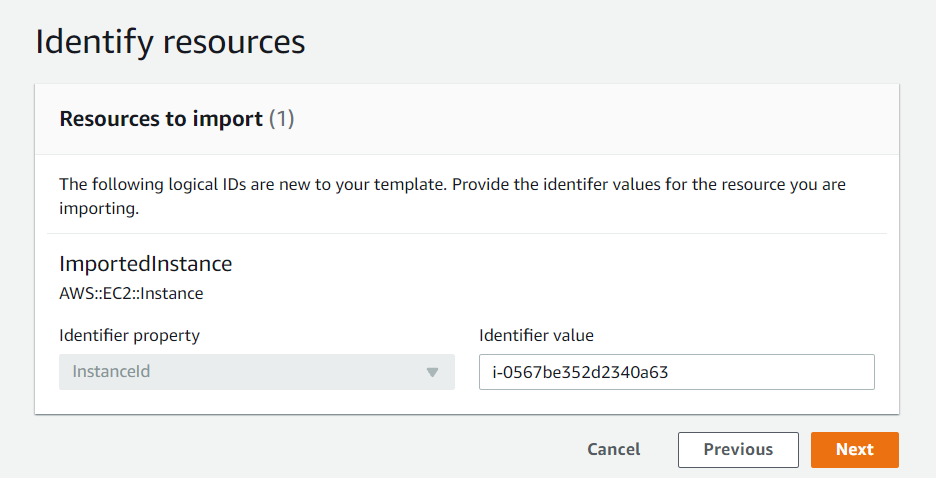 Identify resources
Resources to import (1)
The following logical IDs are new to your template. Provide the identifer values for the resource you are
importing.
ImportedInstance
AWS::EC2::Instance
Identifier property
Identifier value
InstanceId
i-0567be352d2340a63
Cancel
Previous
Next